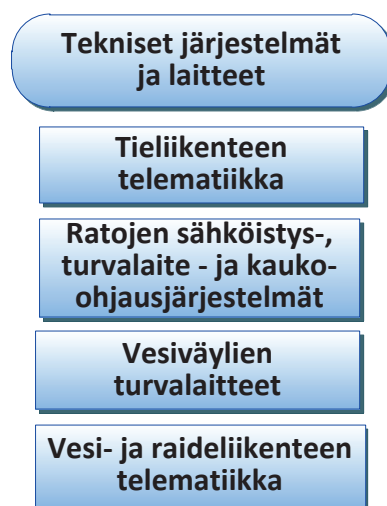 Tekniset järjestelmät
ja laitteet
Tieliikenteen
telematiikka
Ratojen sähköistys-,
turvalaite - ja kauko-
ohjausjärjestelmät
Vesiväylien
turvalaitteet
Vesi- ja raideliikenteen
telematiikka